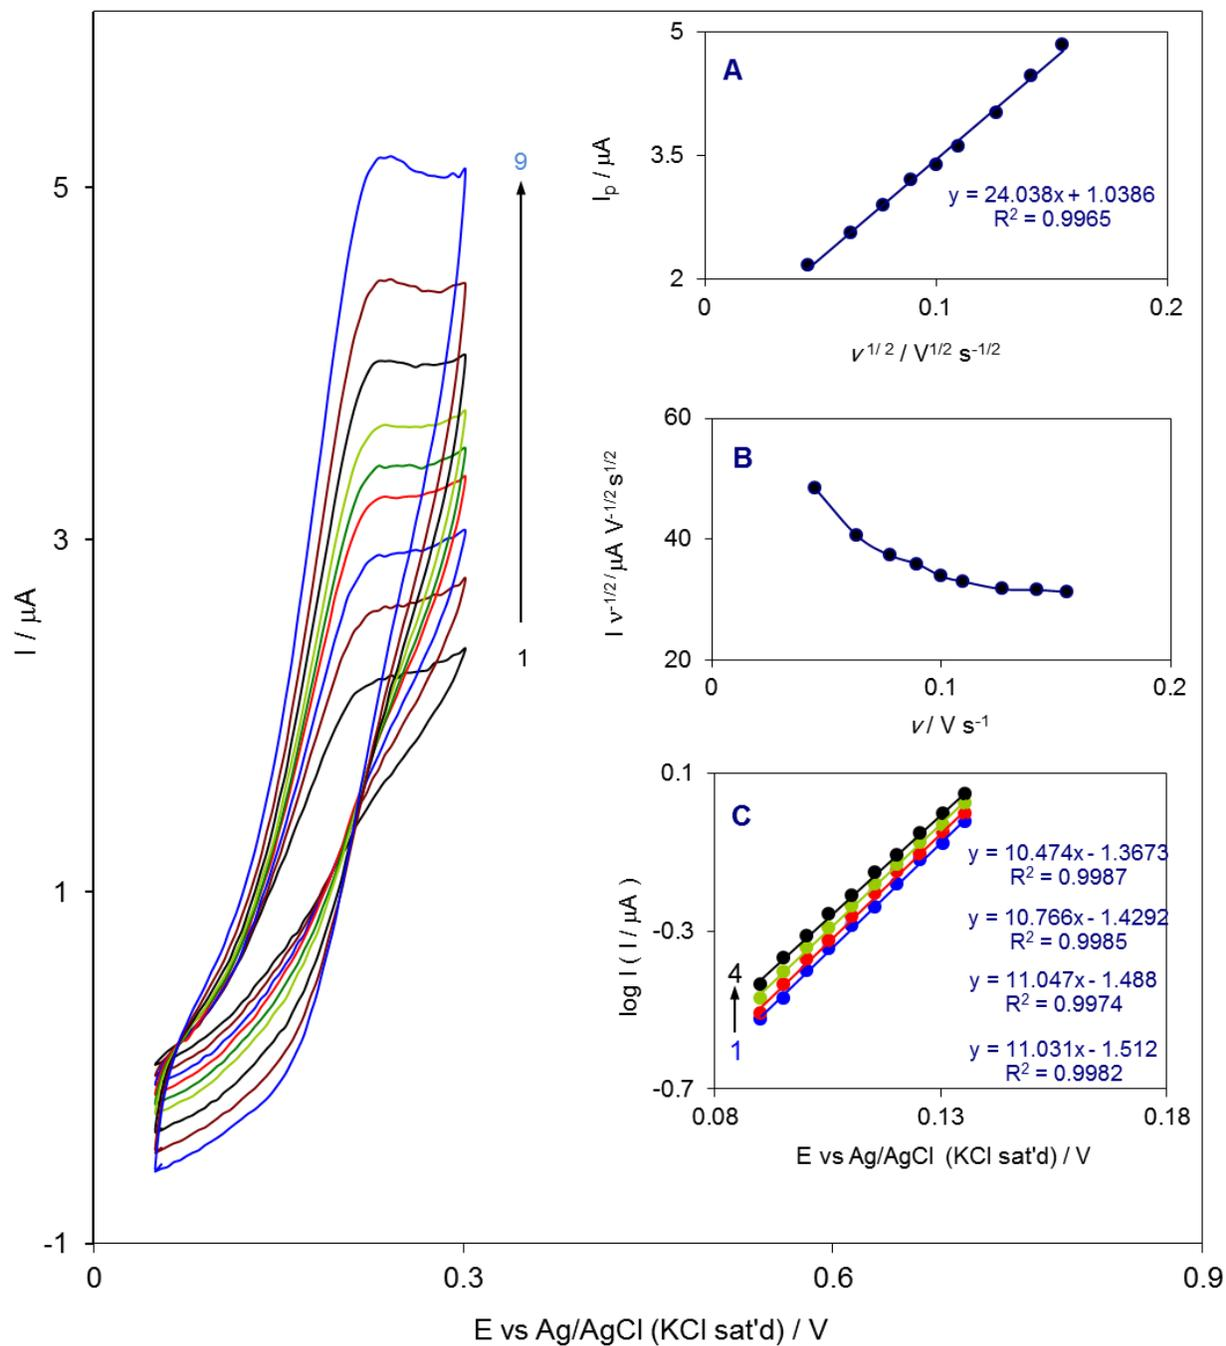 5
3
1
-1
0
0.3
0.6
0.9
I / µA
E vs Ag/AgCl (KCl sat'd) / V
9
1
A
5
3.5
2
0
0.1
0.2
Ip / µA
y = 24.038x + 1.0386
R² = 0.9965
ν 1/ 2 / V1/2 s-1/2
B
60
40
20
0
0.1
0.2
I ν-1/2 / µA V-1/2 s1/2
ν / V s-1
C
0.1
-0.3
-0.7
0.08
0.13
0.18
log I ( I / µA )
4
1
y = 10.474x - 1.3673
R² = 0.9987
y = 10.766x - 1.4292
R² = 0.9985
y = 11.047x - 1.488
R² = 0.9974
y = 11.031x - 1.512
R² = 0.9982
E vs Ag/AgCl (KCl sat'd) / V